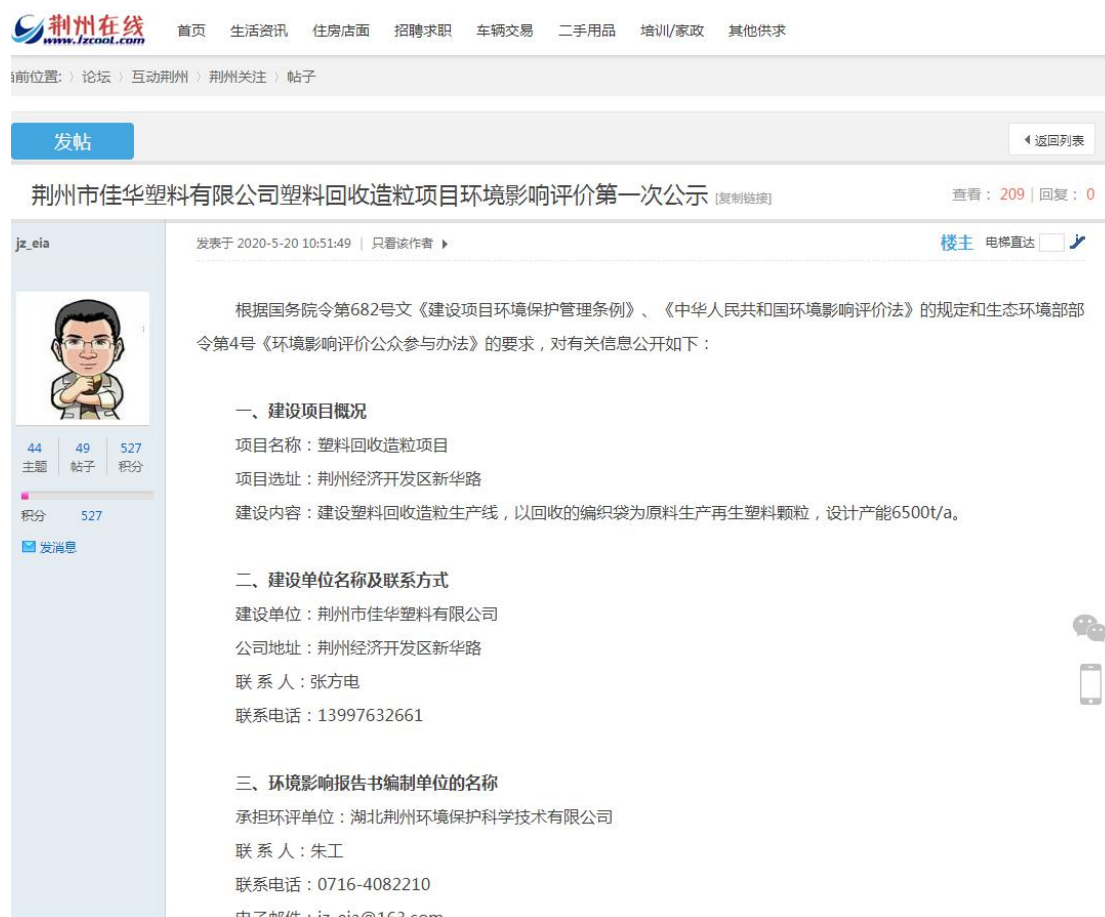 荆州在线
www.jzcool.com
首页 生活资讯 住房店面 招聘求职 车辆交易 二手用品 培训/家政 其他供求
前位置: 〉论坛 〉互动荆州 〉荆州关注 〉帖子
发帖
返回列表
荆州市佳华塑料有限公司塑料回收造粒项目环境影响评价第一次公示 [复制链接]
查看: 209 | 回复: 0
jz_eia
发表于 2020-5-20 10:51:49 | 只看该作者
楼主 电梯直达
44 49 527
主题 帖子 积分
积分 527
发消息
根据国务院令第682号文《建设项目环境保护管理条例》、《中华人民共和国环境影响评价法》的规定和生态环境部部
令第4号《环境影响评价公众参与办法》的要求，对有关信息公开如下：
一、建设项目概况
项目名称：塑料回收造粒项目
项目选址：荆州经济开发区新华路
建设内容：建设塑料回收造粒生产线，以回收的编织袋为原料生产再生塑料颗粒，设计产能6500t/a。
二、建设单位名称及联系方式
建设单位：荆州市佳华塑料有限公司
公司地址：荆州经济开发区新华路
联 系 人：张方电
联系电话：13997632661
三、环境影响报告书编制单位的名称
承担环评单位：湖北荆州环境保护科学技术有限公司
联 系 人：朱工
联系电话：0716-4082210
电子邮件：jz_eia@163.com